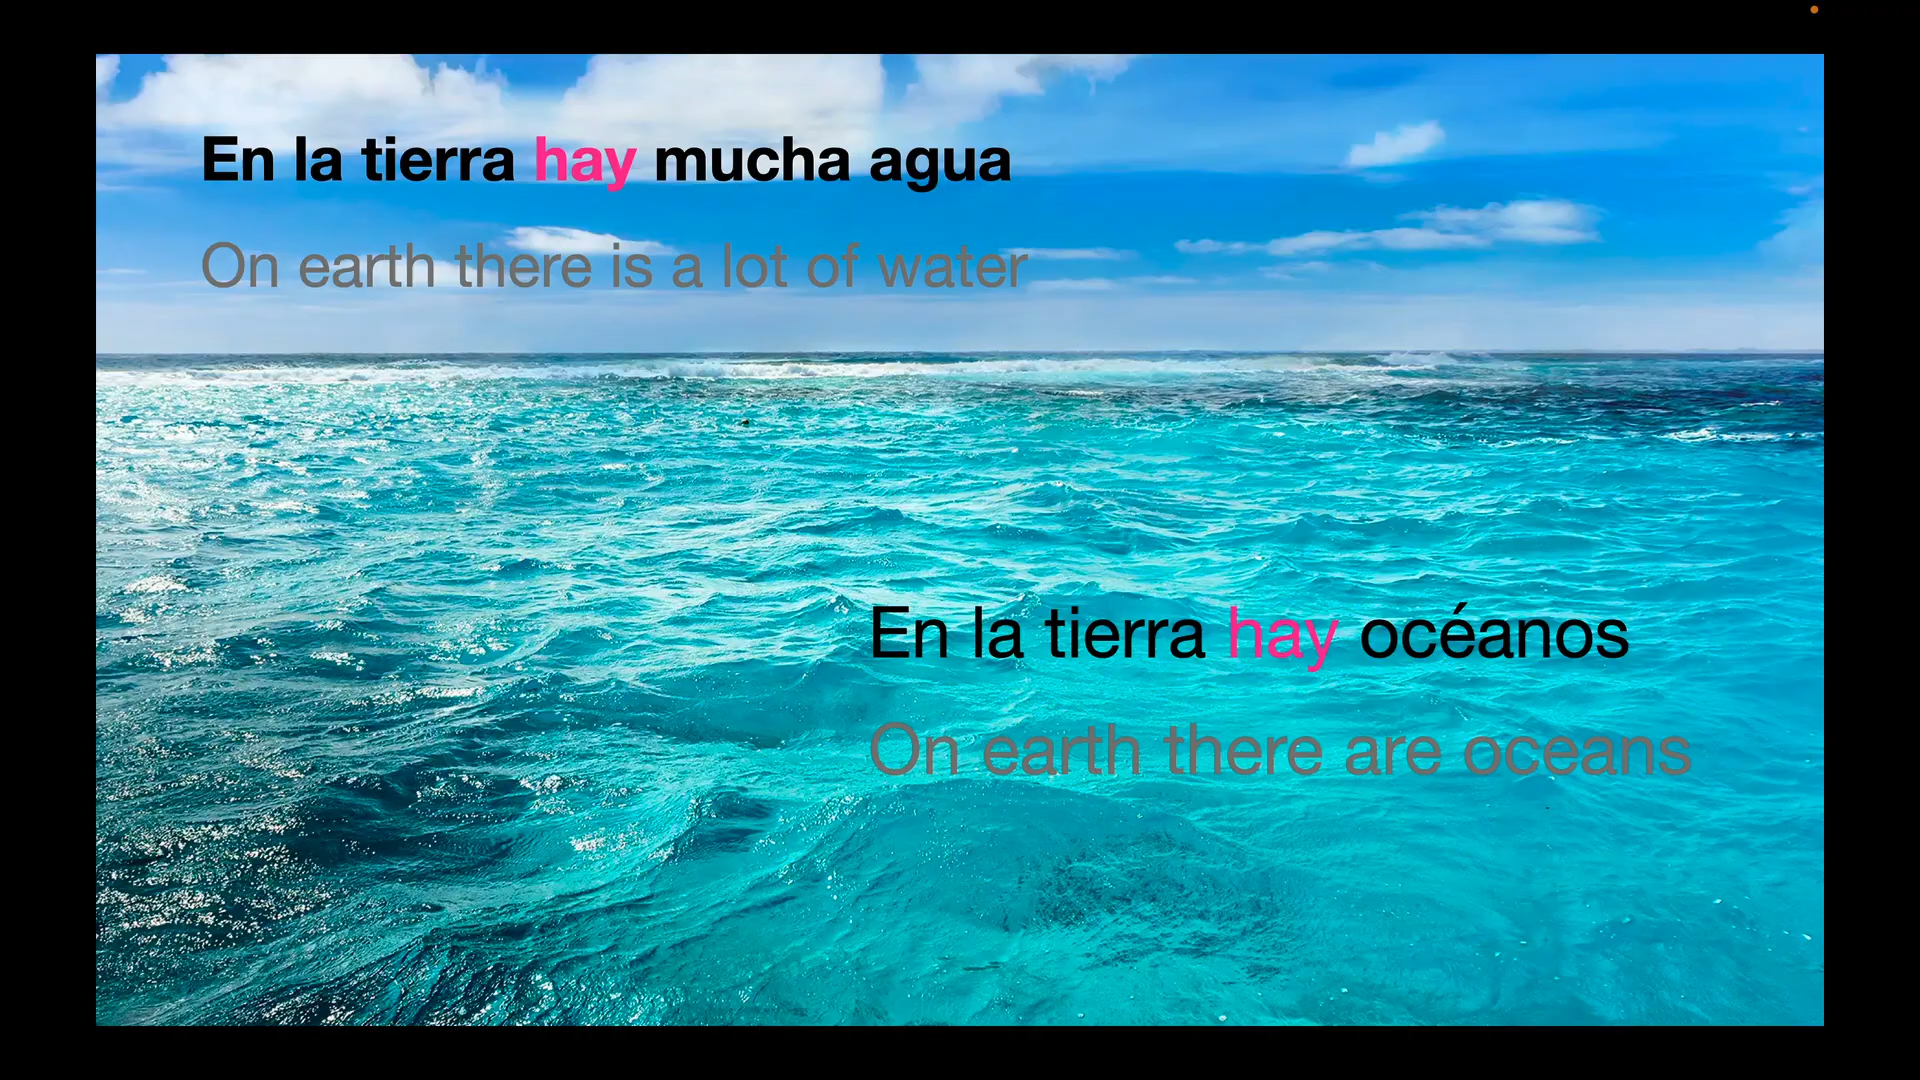 En la tierra hay mucha agua
On earth there is a lot of water
En la tierra hay océanos
On earth there are oceans